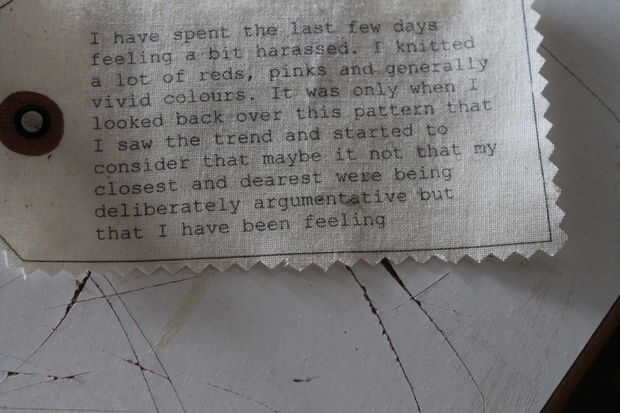 I have spent the last few days
feeling a bit harassed. I knitted
a lot of reds, pinks and generally
vivid colours. It was only when I
looked back over this pattern that
I saw the trend and started to
consider that maybe it not that my
closest and dearest were being
deliberately argumentative but
that I have been feeling